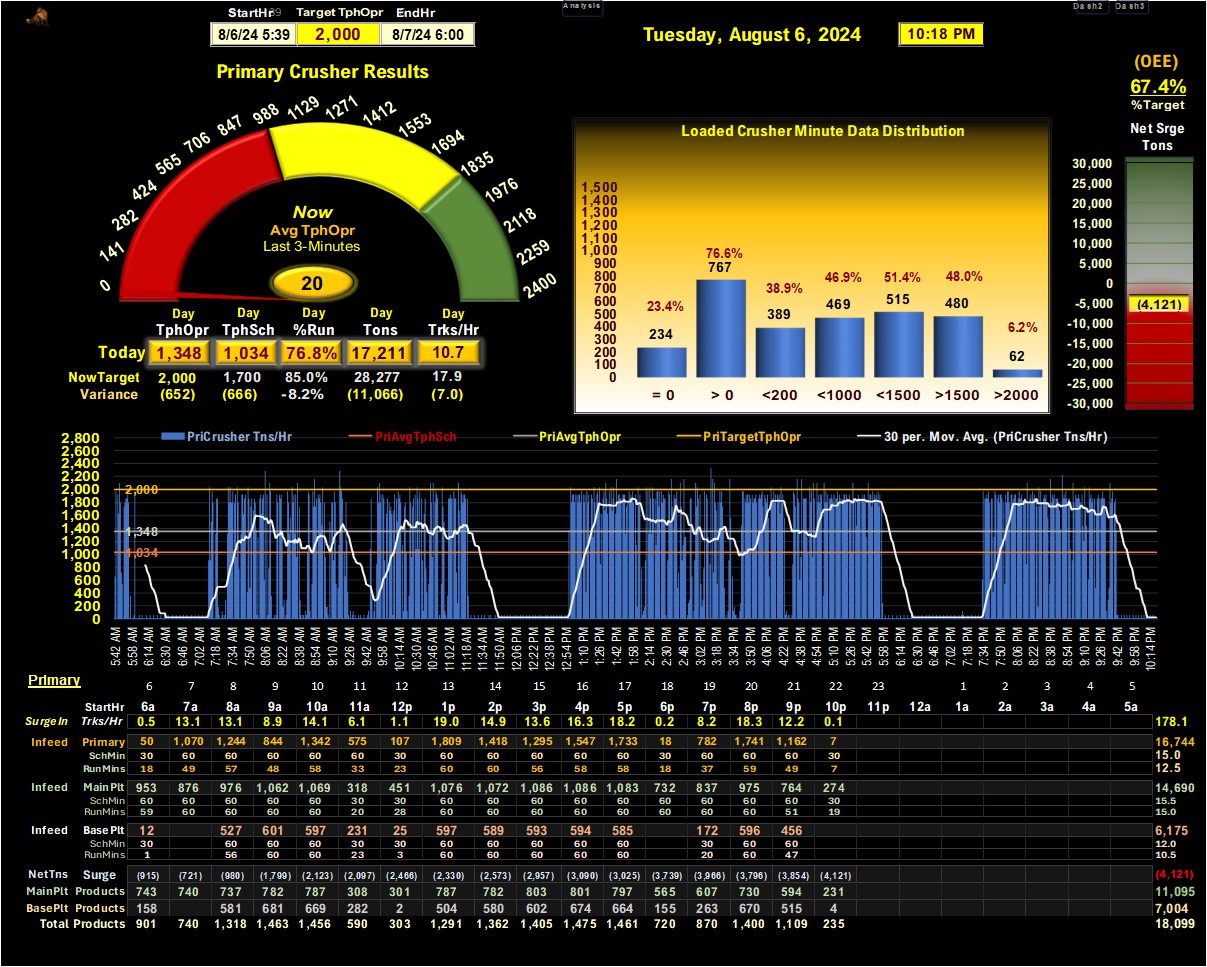 Analysis
Dash2 Dash3
StartHr Target TphOpr EndHr
8/6/24 5:39 2,000 8/7/24 6:00
Tuesday, August 6, 2024 10:18 PM
Primary Crusher Results
0 141 282 424 565 706 847 988 1129 1271 1412 1553 1694 1835 1976 2118 2259 2400
Now
Avg TphOpr
Last 3-Minutes
20
Day Day Day Day Day
TphOpr TphSch %Run Tons Trks/Hr
Today 1,348 1,034 76.8% 17,211 10.7
NowTarget 2,000 1,700 85.0% 28,277 17.9
Variance (652) (666) -8.2% (11,066) (7.0)
Loaded Crusher Minute Data Distribution
1,500
1,400
1,300
1,200
1,100
1,000
900
800
700
600
500
400
300
200
100
0
23.4% 76.6% 38.9% 46.9% 51.4% 48.0% 6.2%
234 767 389 469 515 480 62
= 0 > 0 <200 <1000 <1500 >1500 >2000
(OEE)
67.4%
%Target
Net Srge
Tons
30,000
25,000
20,000
15,000
10,000
5,000
0
-5,000
-10,000
-15,000
-20,000
-25,000
-30,000
(4,121)
PriCrusher Tns/Hr PriAvgTphSch PriAvgTphOpr PriTargetTphOpr 30 per. Mov. Avg. (PriCrusher Tns/Hr)
2,800
2,600
2,400
2,200
2,000
1,800
1,600
1,400
1,200
1,000
800
600
400
200
0
2,000
1,348
1,034
5:42 AM 5:58 AM 6:14 AM 6:30 AM 6:46 AM 7:02 AM 7:18 AM 7:34 AM 7:50 AM 8:06 AM 8:22 AM 8:38 AM 8:54 AM 9:10 AM 9:26 AM 9:42 AM 9:58 AM 10:14 AM 10:30 AM 10:46 AM 11:02 AM 11:18 AM 11:34 AM 11:50 AM 12:06 PM 12:22 PM 12:38 PM 12:54 PM 1:10 PM 1:26 PM 1:42 PM 1:58 PM 2:14 PM 2:30 PM 2:46 PM 3:02 PM 3:18 PM 3:34 PM 3:50 PM 4:06 PM 4:22 PM 4:38 PM 4:54 PM 5:10 PM 5:26 PM 5:42 PM 5:58 PM 6:14 PM 6:30 PM 6:46 PM 7:02 PM 7:18 PM 7:34 PM 7:50 PM 8:06 PM 8:22 PM 8:38 PM 8:54 PM 9:10 PM 9:26 PM 9:42 PM 9:58 PM 10:14 PM
Primary
6 7 8 9 10 11 12 13 14 15 16 17 18 19 20 21 22 23 1 2 3 4 5
StartHr 6a 7a 8a 9a 10a 11a 12p 1p 2p 3p 4p 5p 6p 7p 8p 9p 10p 11p 12a 1a 2a 3a 4a 5a
SurgeIn Trks/Hr 0.5 13.1 13.1 8.9 14.1 6.1 1.1 19.0 14.9 13.6 16.3 18.2 0.2 8.2 18.3 12.2 0.1 178.1
Infeed Primary 50 1,070 1,244 844 1,342 575 107 1,809 1,418 1,295 1,547 1,733 18 782 1,741 1,162 7 16,744
SchMin 30 60 60 60 60 60 30 60 60 60 60 60 30 60 60 60 30 15.0
RunMins 18 49 57 48 58 33 23 60 60 56 58 58 18 37 59 49 7 12.5
Infeed MainPlt 953 876 976 1,062 1,069 318 451 1,076 1,072 1,086 1,086 1,083 732 837 975 764 274 14,690
SchMin 60 60 60 60 60 30 30 60 60 60 60 60 60 60 60 60 30 15.5
RunMins 59 60 60 60 60 20 28 60 60 60 60 60 60 60 60 51 19 15.0
Infeed BasePlt 12 527 601 597 231 25 597 589 593 594 585 172 596 456 6,175
SchMin 30 60 60 60 30 30 60 60 60 60 60 60 60 60 12.0
RunMins 1 56 60 60 23 3 60 60 60 60 60 20 60 47 10.5
NetTns Surge (915) (721) (980) (1,799) (2,123) (2,097) (2,466) (2,330) (2,573) (2,957) (3,090) (3,025) (3,739) (3,966) (3,796) (3,854) (4,121) (4,121)
MainPlt Products 743 740 737 782 787 308 301 787 782 803 801 797 565 607 730 594 231 11,095
BasePlt Products 158 581 681 669 282 2 504 580 602 674 664 155 263 670 515 4 7,004
Total Products 901 740 1,318 1,463 1,456 590 303 1,291 1,362 1,405 1,475 1,461 720 870 1,400 1,109 235 18,099